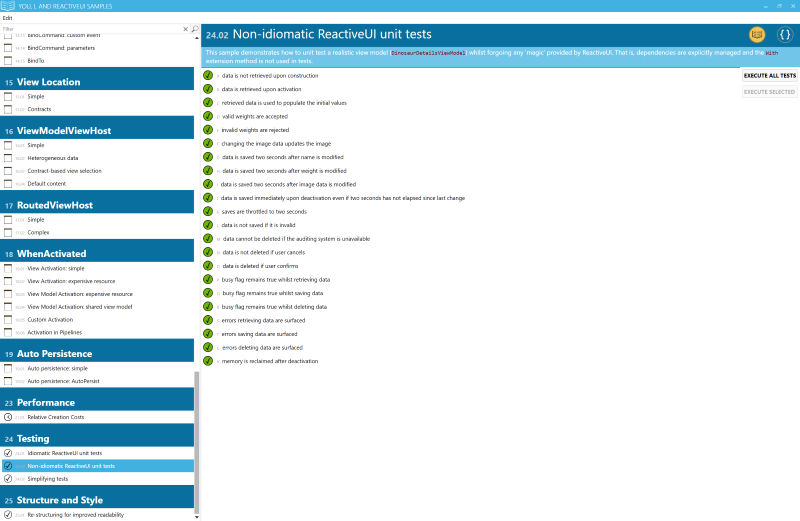 YOU, I, AND REACTIVEUI SAMPLES
Edit
Filter
BindCommand: custom event
BindCommand: parameters
BindTo
15 View Location
Simple
Contracts
16 ViewModelViewHost
Simple
Heterogeneous data
Contract-based view selection
Default content
17 RoutedViewHost
Simple
Complex
18 WhenActivated
View Activation: simple
View Activation: expensive resource
View Model Activation: expensive resource
View Model Activation: shared view model
Custom Activation
Activation in Pipelines
19 Auto Persistence
Auto persistence: simple
Auto persistence: AutoPersist
23 Performance
Relative Creation Costs
24 Testing
Idiomatic ReactiveUI unit tests
Non-idiomatic ReactiveUI unit tests
Simplifying tests
25 Structure and Style
Re-structuring for improved readability
24.02 Non-idiomatic ReactiveUI unit tests
This sample demonstrates how to unit test a realistic view model (DinosaurDetailsViewModel) whilst forgoing any 'magic' provided by ReactiveUI. That is, dependencies are explicitly managed and the With
extension method is not used in tests.
EXECUTE ALL TESTS
EXECUTE SELECTED
data is not retrieved upon construction
data is retrieved upon activation
retrieved data is used to populate the initial values
valid weights are accepted
invalid weights are rejected
changing the image data updates the image
data is saved two seconds after name is modified
data is saved two seconds after weight is modified
data is saved two seconds after image data is modified
data is saved immediately upon deactivation even if two seconds has not elapsed since last change
saves are throttled to two seconds
data is not saved if it is invalid
data cannot be deleted if the auditing system is unavailable
data is not deleted if user cancels
data is deleted if user confirms
busy flag remains true whilst retrieving data
busy flag remains true whilst saving data
busy flag remains true whilst deleting data
errors retrieving data are surfaced
errors saving data are surfaced
errors deleting data are surfaced
memory is reclaimed after deactivation